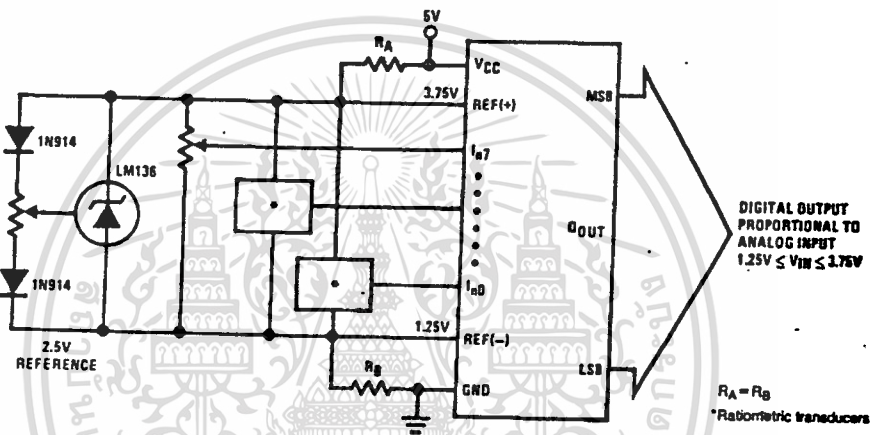 5V
RA
VCC
3.75V
REF(+)
MSB
1N914
LM136
In7
QOUT
DIGITAL OUTPUT
PROPORTIONAL TO
ANALOG INPUT
1.25V ≤ VIN ≤ 3.75V
In0
1N914
1.25V
REF(−)
2.5V
REFERENCE
RB
GND
LSB
RA = RB
*Ratiometric transducers